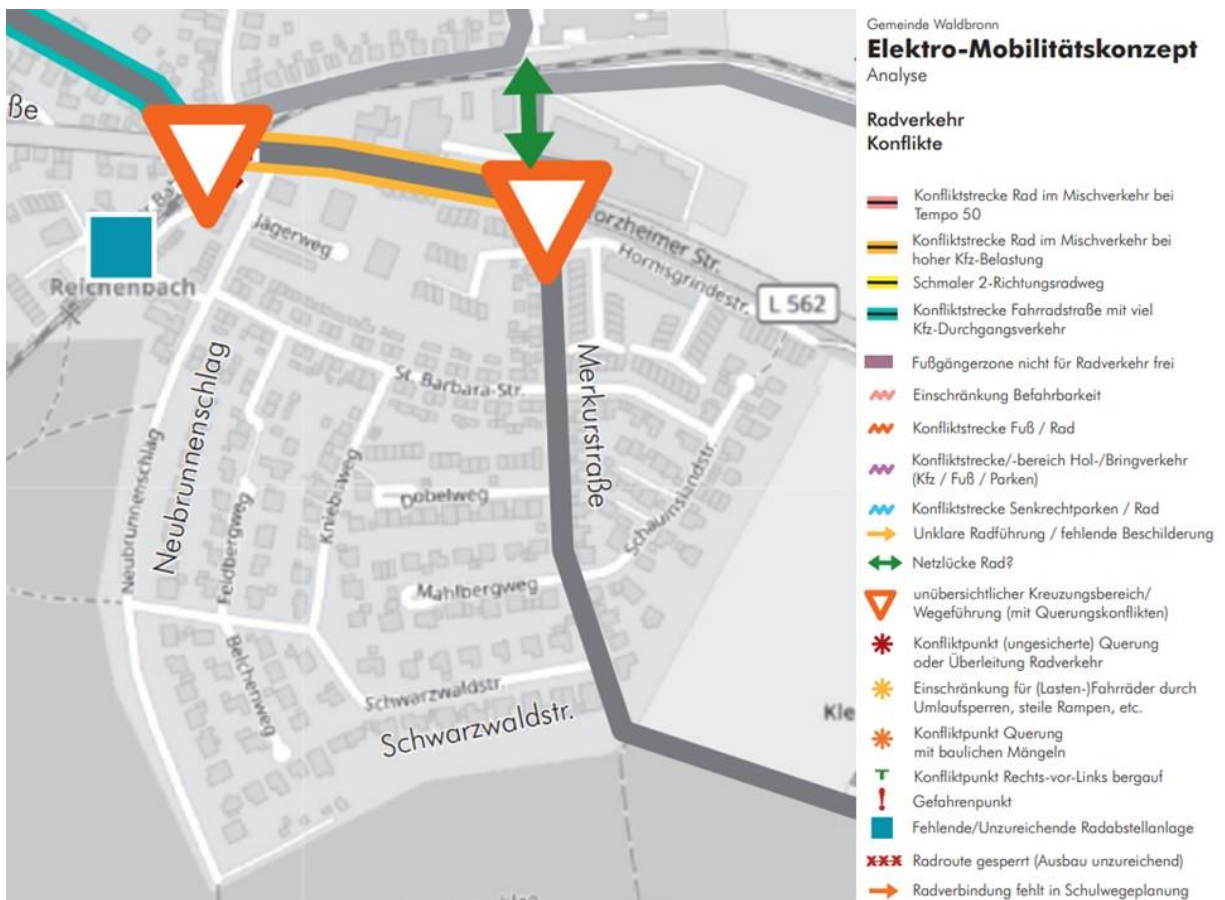 Gemeinde Waldbronn
Elektro-Mobilitätskonzept
Analyse
Radverkehr
Konflikte
Konfliktstrecke Rad im Mischverkehr bei
Tempo 50
Konfliktstrecke Rad im Mischverkehr bei
hoher Kfz-Belastung
Schmaler 2-Richtungsradweg
Konfliktstrecke Fahrradstraße mit viel
Kfz-Durchgangsverkehr
Fußgängerzone nicht für Radverkehr frei
Einschränkung Befahrbarkeit
Konfliktstrecke Fuß / Rad
Konfliktstrecke/-bereich Hol-/Bringverkehr
(Kfz / Fuß / Parken)
Konfliktstrecke Senkrechtparken / Rad
Unklare Radführung / fehlende Beschilderung
Netzlücke Rad?
unübersichtlicher Kreuzungsbereich/
Wegeführung (mit Querungskonflikten)
Konfliktpunkt (ungesicherte) Querung
oder Überleitung Radverkehr
Einschränkung für (Lasten-)Fahrräder durch
Umlaufsperren, steile Rampen, etc.
Konfliktpunkt Querung
mit baulichen Mängeln
Konfliktpunkt Rechts-vor-Links bergauf
Gefahrenpunkt
Fehlende/Unzureichende Radabstellanlage
Radroute gesperrt (Ausbau unzureichend)
Radverbindung fehlt in Schulwegeplanung
ße
Jägerweg
Reichenbach
orzheimer Str.
Hornisgrindestr.
L 562
St. Barbara-Str.
Merkurstraße
Neubrunnenschlag
Neubrunnenschlag
Feldbergweg
Kniebisweg
Dobelweg
Schauinslandstr.
Mahlbergweg
Belchenweg
Schwarzwaldstr.
Schwarzwaldstr.
Kle